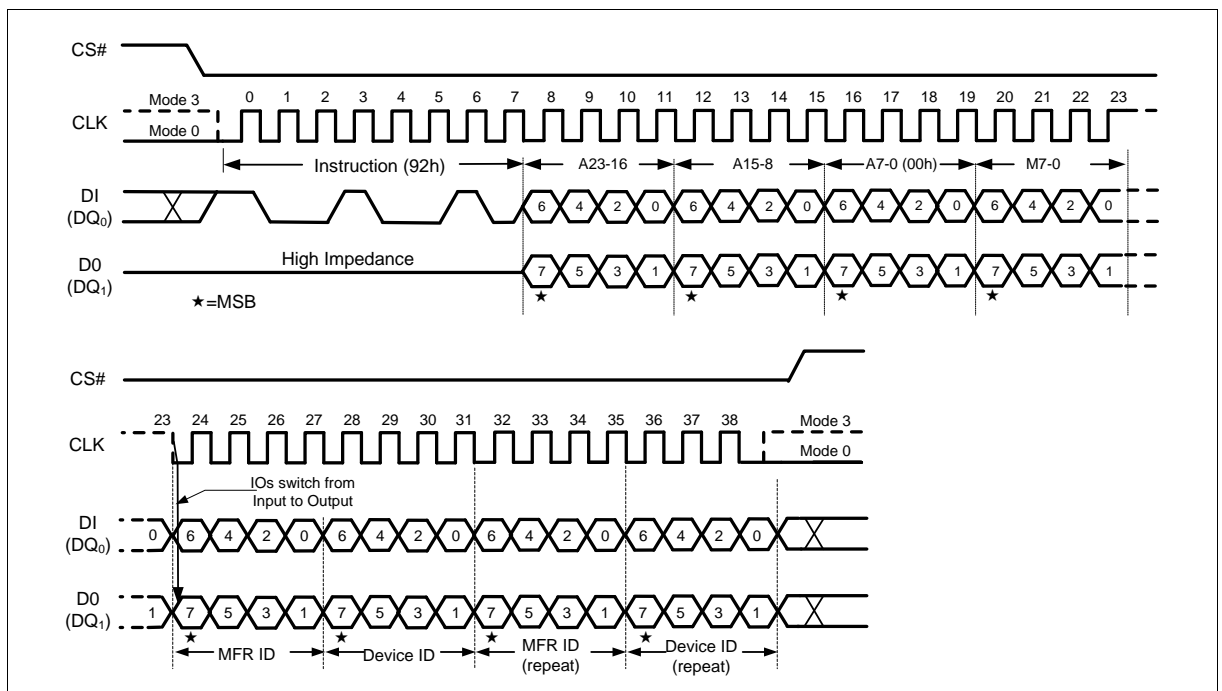 CS#
Mode 3 0 1 2 3 4 5 6 7 8 9 10 11 12 13 14 15 16 17 18 19 20 21 22 23
CLK
Mode 0
Instruction (92h) A23-16 A15-8 A7-0 (00h) M7-0
DI
(DQ0)
6 4 2 0 6 4 2 0 6 4 2 0 6 4 2 0
High Impedance
D0
(DQ1)
7 5 3 1 7 5 3 1 7 5 3 1 7 5 3 1
★=MSB ★ ★ ★ ★
CS#
23 24 25 26 27 28 29 30 31 32 33 34 35 36 37 38 Mode 3
CLK
Mode 0
IOs switch from
Input to Output
DI
(DQ0)
0 6 4 2 0 6 4 2 0 6 4 2 0 6 4 2 0
D0
(DQ1)
1 7 5 3 1 7 5 3 1 7 5 3 1 7 5 3 1
★ ★ ★ ★
MFR ID Device ID MFR ID
(repeat)
Device ID
(repeat)